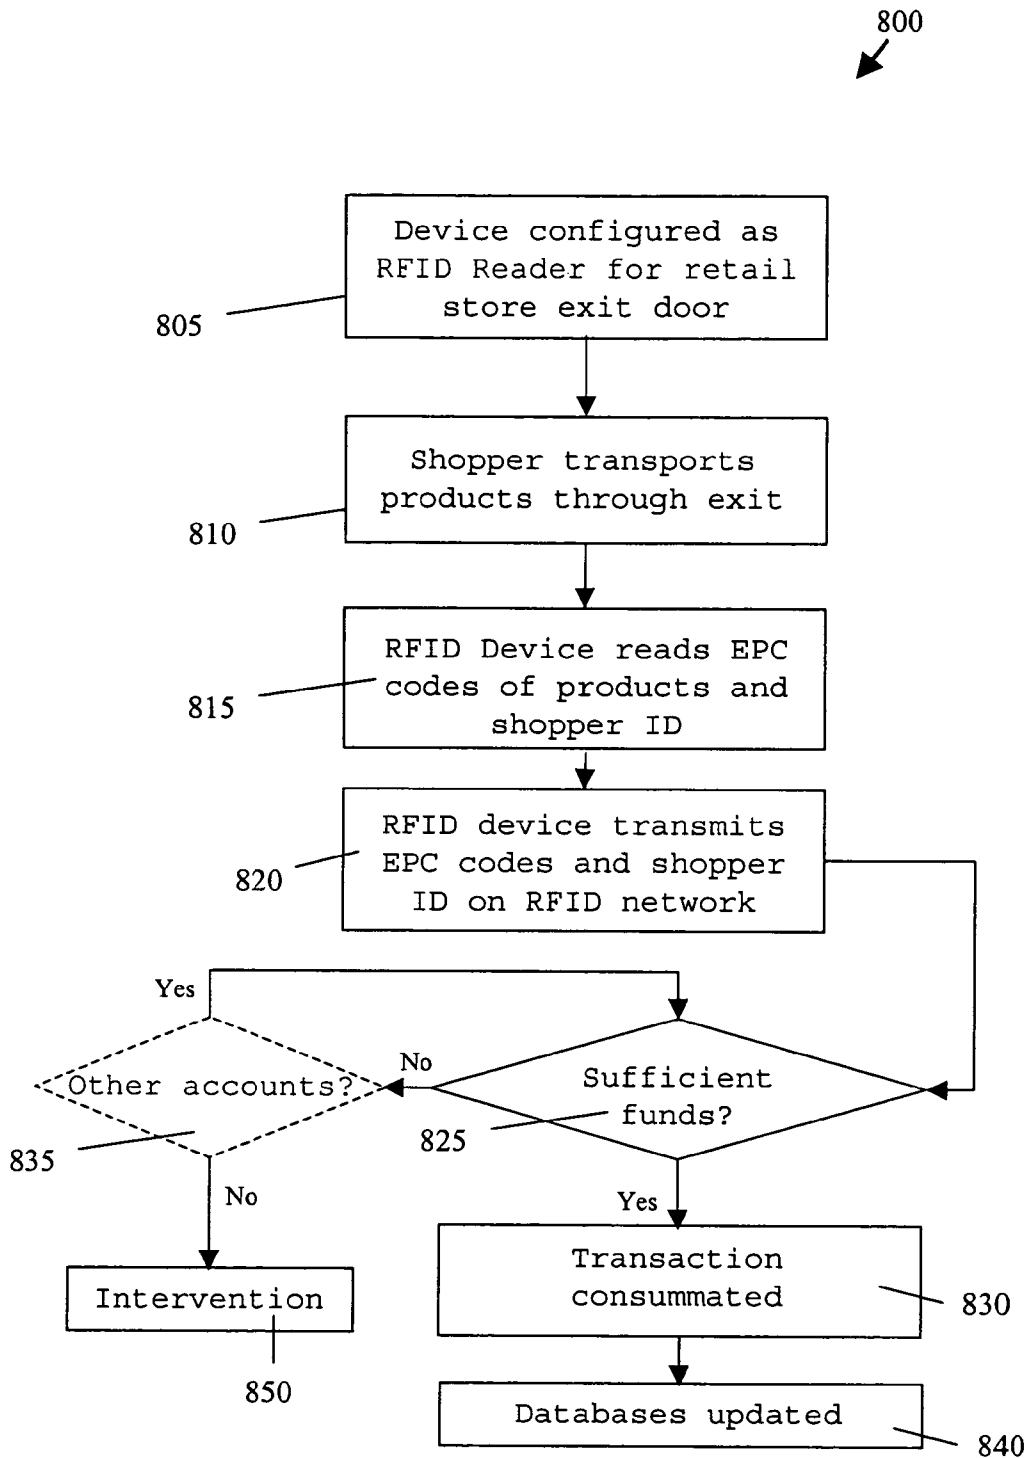 800
Device configured as
RFID Reader for retail
store exit door
805
Shopper transports
products through exit
810
RFID Device reads EPC
codes of products and
shopper ID
815
RFID device transmits
EPC codes and shopper
ID on RFID network
820
Yes
No
Other accounts?
835
Sufficient
funds?
825
No
Yes
Intervention
850
Transaction
consummated
830
Databases updated
840